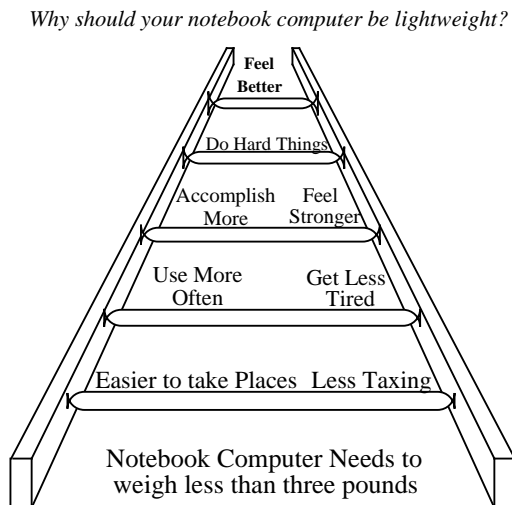 Why should your notebook computer be lightweight?
Feel
Better
Do Hard Things
Accomplish
More
Feel
Stronger
Use More
Often
Get Less
Tired
Easier to take Places
Less Taxing
Notebook Computer Needs to
weigh less than three pounds